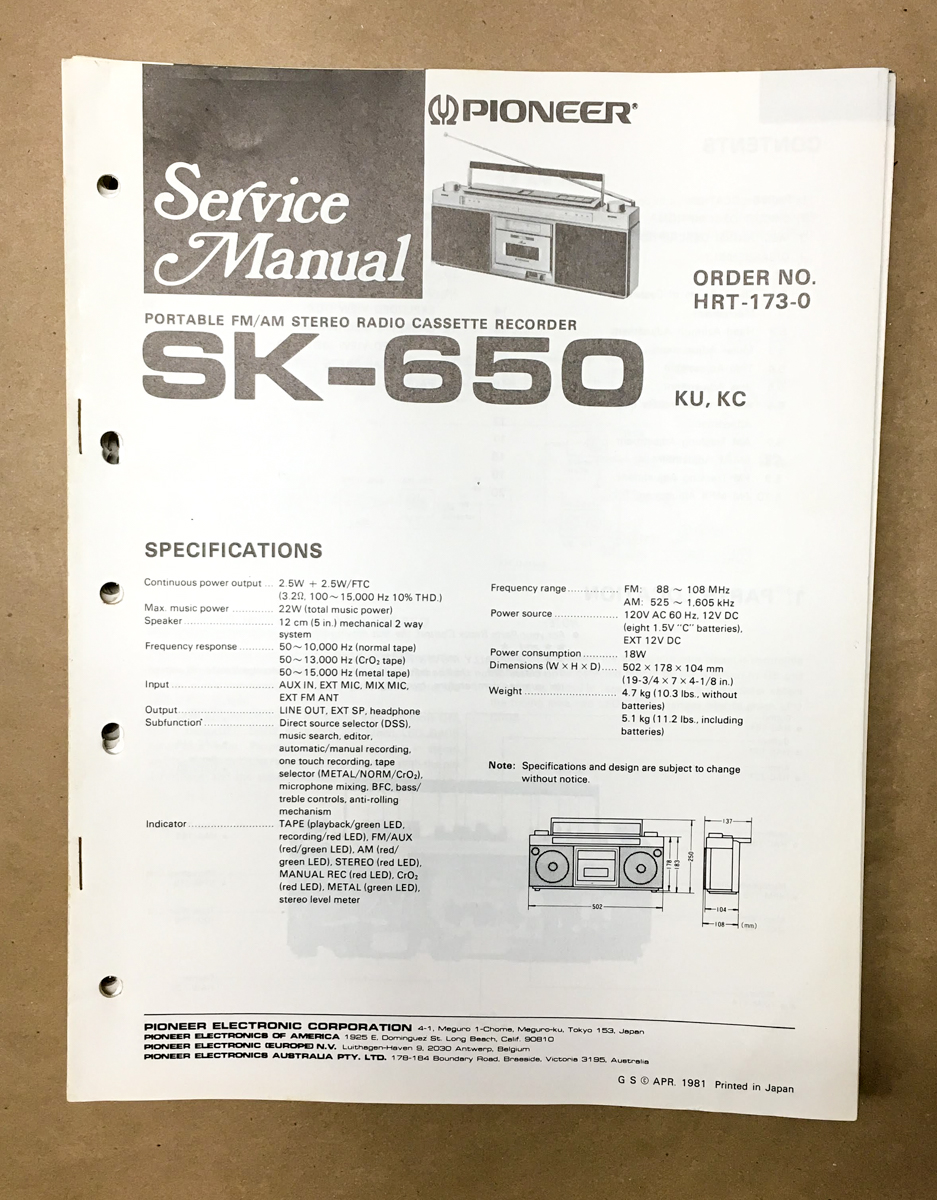 PIONEER®
Service
Manual
ORDER NO.
HRT-173-0
PORTABLE FM/AM STEREO RADIO CASSETTE RECORDER
SK-650
KU, KC
SPECIFICATIONS
Continuous power output ... 2.5W + 2.5W/FTC
(3.2Ω, 100～15,000 Hz 10% THD.)
Max. music power ............. 22W (total music power)
Speaker ............................ 12 cm (5 in.) mechanical 2 way
system
Frequency response .......... 50～10,000 Hz (normal tape)
50～13,000 Hz (CrO₂ tape)
50～15,000 Hz (metal tape)
Input ................................ AUX IN, EXT MIC, MIX MIC,
EXT FM ANT
Output .............................. LINE OUT, EXT SP, headphone
Subfunction ...................... Direct source selector (DSS),
music search, editor,
automatic/manual recording,
one touch recording, tape
selector (METAL/NORM/CrO₂),
microphone mixing, BFC, bass/
treble controls, anti-rolling
mechanism
Indicator ........................... TAPE (playback/green LED,
recording/red LED), FM/AUX
(red/green LED), AM (red/
green LED), STEREO (red LED),
MANUAL REC (red LED), CrO₂
(red LED), METAL (green LED),
stereo level meter
Frequency range ............... FM: 88 ～ 108 MHz
AM: 525 ～ 1,605 kHz
Power source .................... 120V AC 60 Hz, 12V DC
(eight 1.5V "C" batteries),
EXT 12V DC
Power consumption ........... 18W
Dimensions (W × H × D) ..... 502 × 178 × 104 mm
(19-3/4 × 7 × 4-1/8 in.)
Weight .............................. 4.7 kg (10.3 lbs., without
batteries)
5.1 kg (11.2 lbs., including
batteries)
Note: Specifications and design are subject to change
without notice.
137
178
183
250
502
104
108 (mm)
PIONEER ELECTRONIC CORPORATION 4-1, Meguro 1-Chome, Meguro-ku, Tokyo 153, Japan
PIONEER ELECTRONICS OF AMERICA 1925 E. Dominguez St. Long Beach, Calif. 90810
PIONEER ELECTRONIC (EUROPE) N.V. Luithagen-Haven 9, 2030 Antwerp, Belgium
PIONEER ELECTRONICS AUSTRALIA PTY. LTD. 178-184 Boundary Road, Braeside, Victoria 3195, Australia
G S © APR. 1981 Printed in Japan